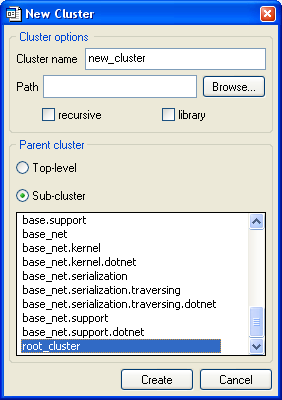 New Cluster
Cluster options
Cluster name new_cluster
Path Browse...
recursive library
Parent cluster
Top-level
Sub-cluster
base.support
base_net
base_net.kernel
base_net.kernel.dotnet
base_net.serialization
base_net.serialization.traversing
base_net.serialization.traversing.dotnet
base_net.support
base_net.support.dotnet
root_cluster
Create Cancel